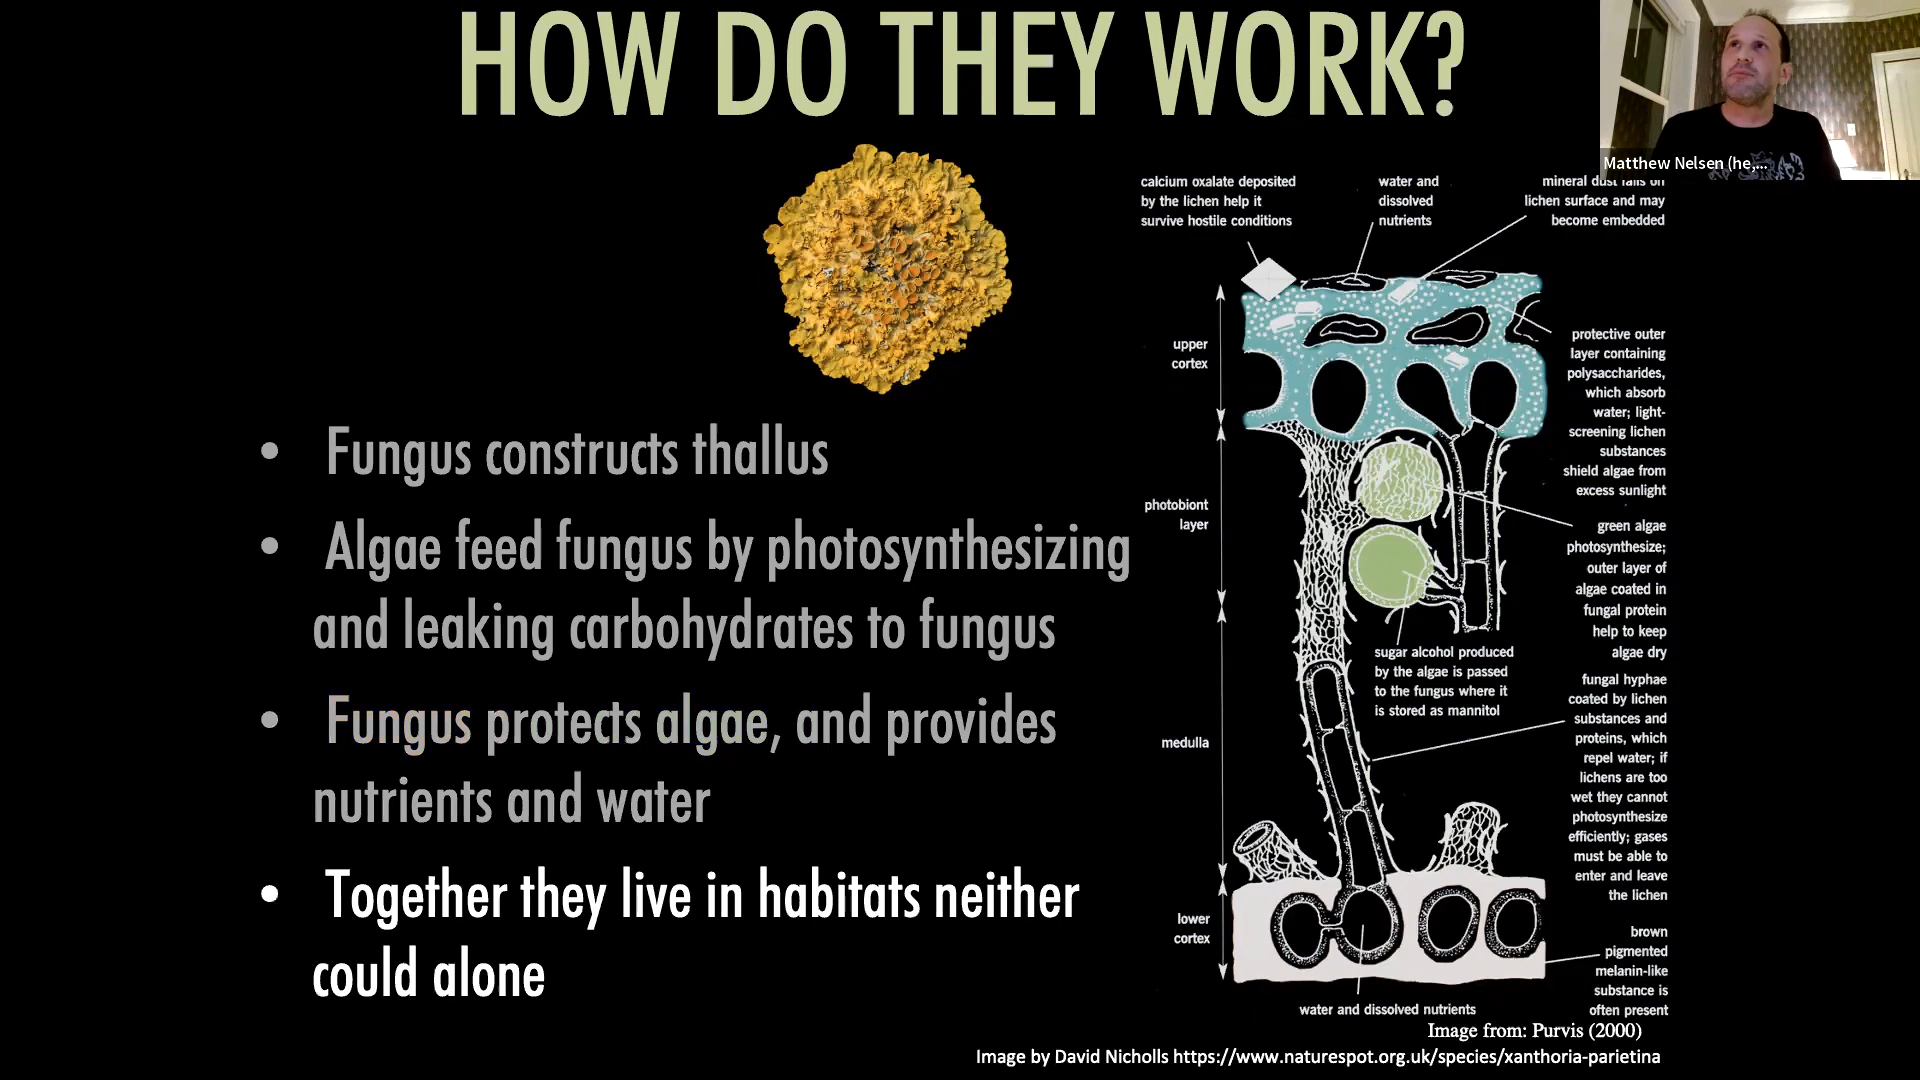 HOW DO THEY WORK?
Matthew Nelsen (he,...
calcium oxalate deposited
by the lichen help it
survive hostile conditions
water and
dissolved
nutrients
mineral dust falls on
lichen surface and may
become embedded
upper
cortex
protective outer
layer containing
polysaccharides,
which absorb
water; light-
screening lichen
substances
shield algae from
excess sunlight
photobiont
layer
green algae
photosynthesize;
outer layer of
algae coated in
fungal protein
help to keep
algae dry
sugar alcohol produced
by the algae is passed
to the fungus where it
is stored as mannitol
fungal hyphae
coated by lichen
substances and
proteins, which
repel water; if
lichens are too
wet they cannot
photosynthesize
efficiently; gases
must be able to
enter and leave
the lichen
medulla
lower
cortex
brown
pigmented
melanin-like
substance is
often present
water and dissolved nutrients
• Fungus constructs thallus
• Algae feed fungus by photosynthesizing
and leaking carbohydrates to fungus
• Fungus protects algae, and provides
nutrients and water
• Together they live in habitats neither
could alone
Image from: Purvis (2000)
Image by David Nicholls https://www.naturespot.org.uk/species/xanthoria-parietina